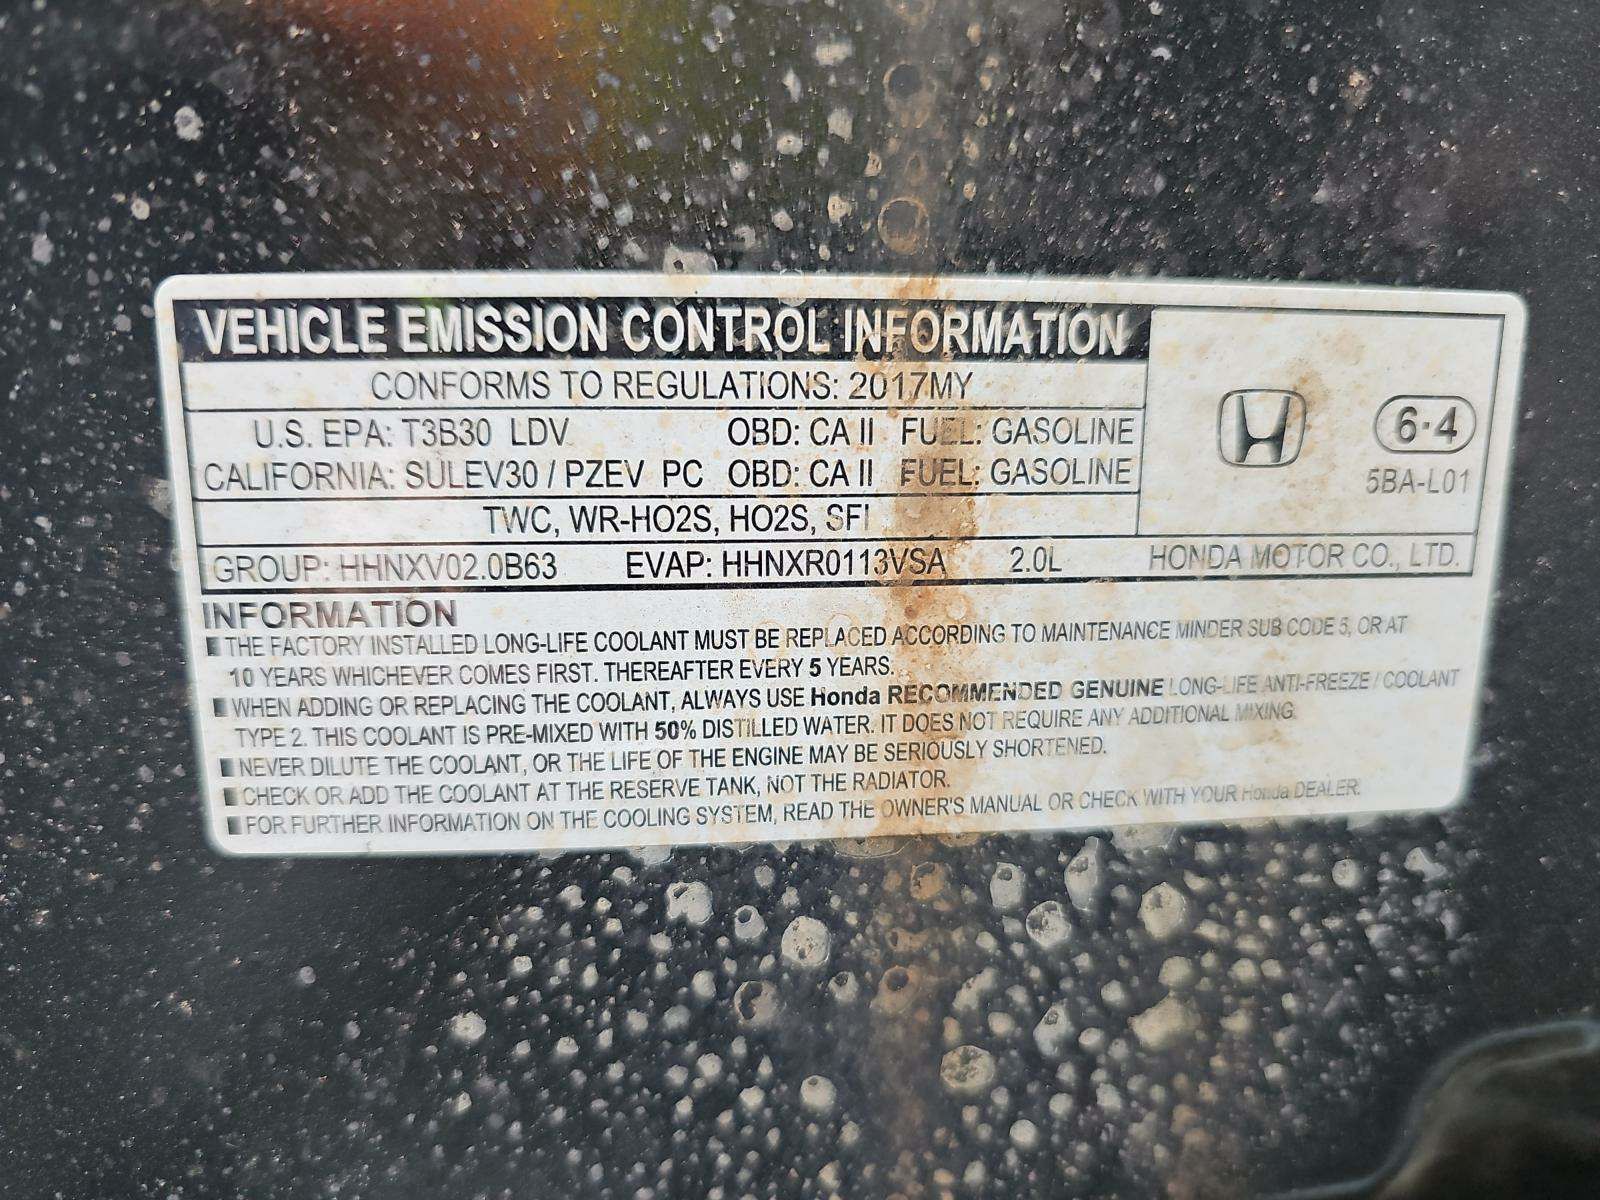 VEHICLE EMISSION CONTROL INFORMATION
CONFORMS TO REGULATIONS: 2017MY
U.S. EPA: T3B30 LDV OBD: CA II FUEL: GASOLINE
CALIFORNIA: SULEV30 / PZEV PC OBD: CA II FUEL: GASOLINE
TWC, WR-HO2S, HO2S, SFI
6·4
5BA-L01
GROUP: HHNXV02.0B63 EVAP: HHNXR0113VSA 2.0L HONDA MOTOR CO., LTD.
INFORMATION
■ THE FACTORY INSTALLED LONG-LIFE COOLANT MUST BE REPLACED ACCORDING TO MAINTENANCE MINDER SUB CODE 5, OR AT
10 YEARS WHICHEVER COMES FIRST. THEREAFTER EVERY 5 YEARS.
■ WHEN ADDING OR REPLACING THE COOLANT, ALWAYS USE Honda RECOMMENDED GENUINE LONG-LIFE ANTI-FREEZE / COOLANT
TYPE 2. THIS COOLANT IS PRE-MIXED WITH 50% DISTILLED WATER. IT DOES NOT REQUIRE ANY ADDITIONAL MIXING.
■ NEVER DILUTE THE COOLANT, OR THE LIFE OF THE ENGINE MAY BE SERIOUSLY SHORTENED.
■ CHECK OR ADD THE COOLANT AT THE RESERVE TANK, NOT THE RADIATOR.
■ FOR FURTHER INFORMATION ON THE COOLING SYSTEM, READ THE OWNER'S MANUAL OR CHECK WITH YOUR Honda DEALER.